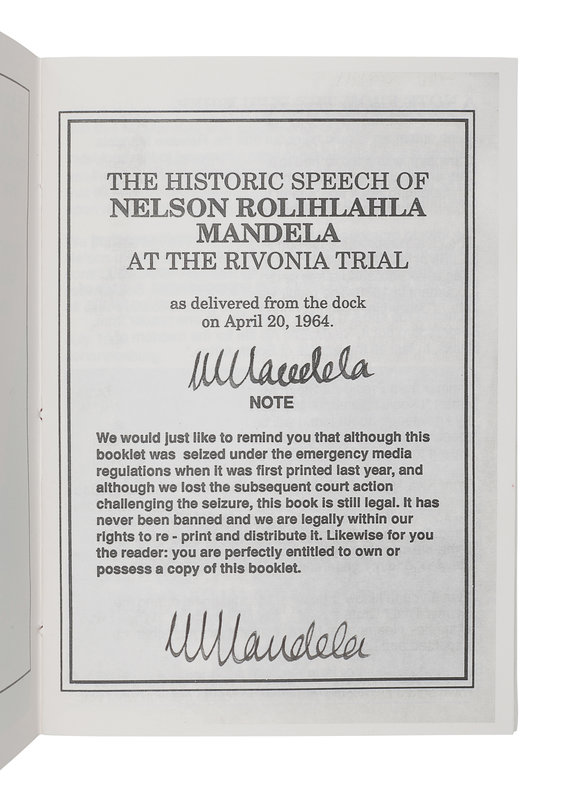 THE HISTORIC SPEECH OF
NELSON ROLIHLAHLA
MANDELA
AT THE RIVONIA TRIAL
as delivered from the dock
on April 20, 1964.
NMandela
NOTE
We would just like to remind you that although this
booklet was seized under the emergency media
regulations when it was first printed last year, and
although we lost the subsequent court action
challenging the seizure, this book is still legal. It has
never been banned and we are legally within our
rights to re - print and distribute it. Likewise for you
the reader: you are perfectly entitled to own or
possess a copy of this booklet.
NMandela